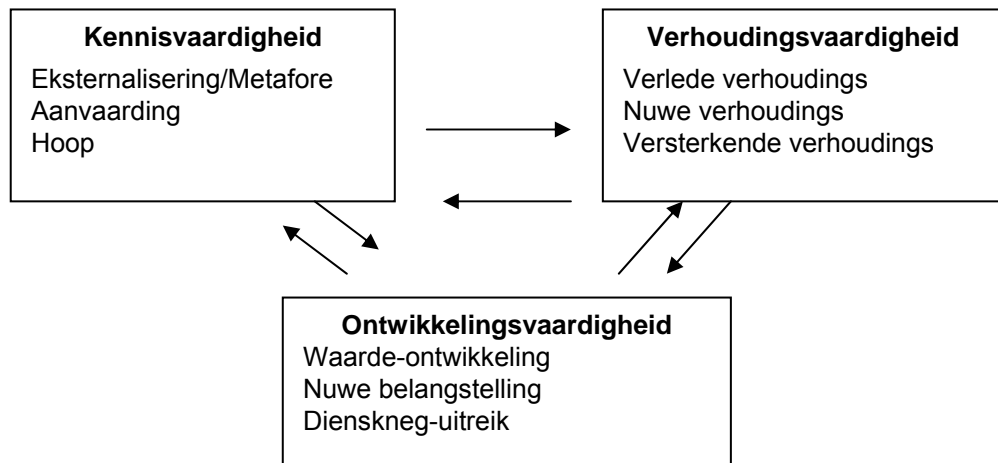 Kennisvaardigheid
Eksternalisering/Metafore
Aanvaarding
Hoop
Verhoudingsvaardigheid
Verlede verhoudings
Nuwe verhoudings
Versterkende verhoudings
Ontwikkelingsvaardigheid
Waarde-ontwikkeling
Nuwe belangstelling
Dienskneg-uitreik